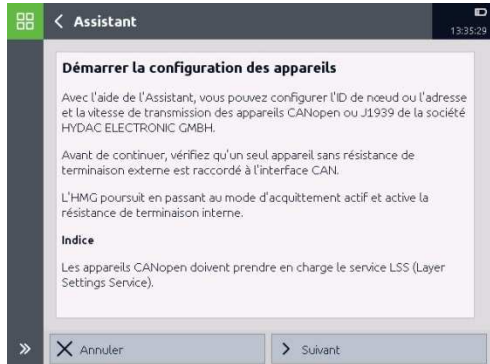 Assistant
13:35:29
Démarrer la configuration des appareils
Avec l'aide de l'Assistant, vous pouvez configurer l'ID de nœud ou l'adresse
et la vitesse de transmission des appareils CANopen ou J1939 de la société
HYDAC ELECTRONIC GMBH.
Avant de continuer, vérifiez qu'un seul appareil sans résistance de
terminaison externe est raccordé à l'interface CAN.
L'HMG poursuit en passant au mode d'acquittement actif et active la
résistance de terminaison interne.
Indice
Les appareils CANopen doivent prendre en charge le service LSS (Layer
Settings Service).
Annuler
Suivant